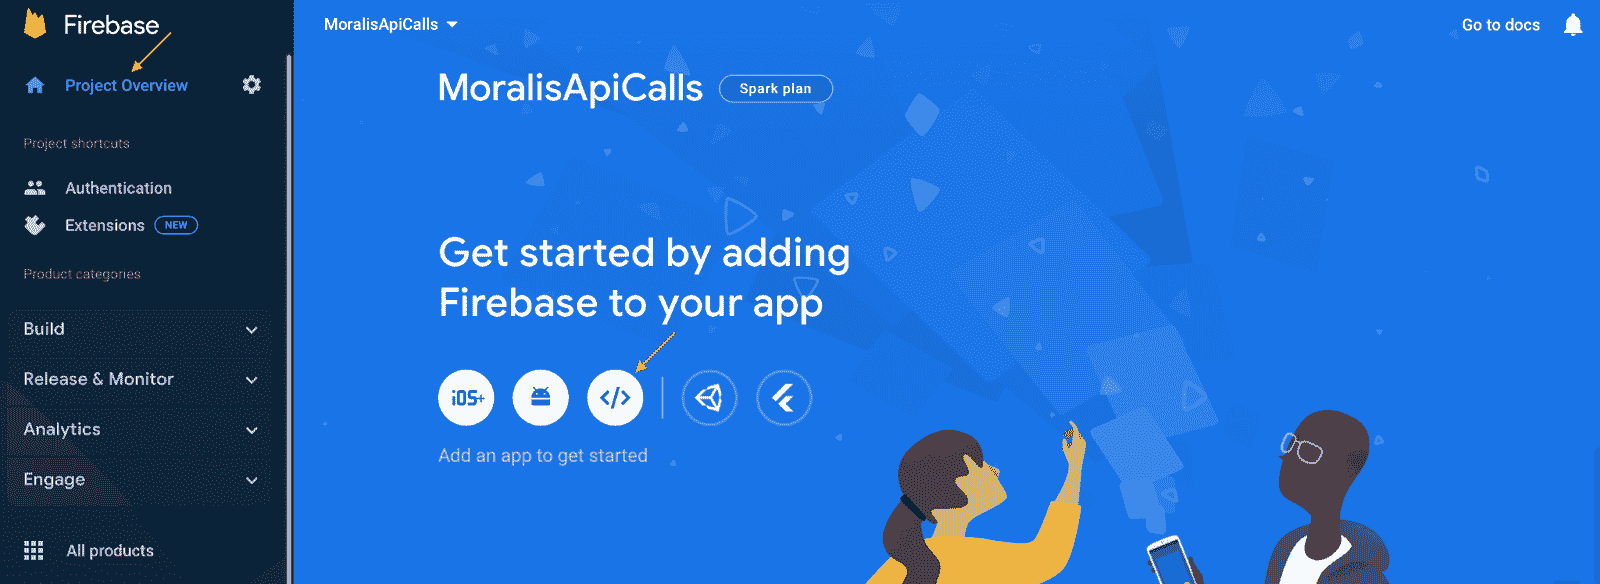 Firebase
Project Overview
Project shortcuts
Authentication
Extensions NEW
Product categories
Build
Release & Monitor
Analytics
Engage
All products
MoralisApiCalls
Go to docs
MoralisApiCalls Spark plan
Get started by adding
Firebase to your app
iOS+ </>
Add an app to get started